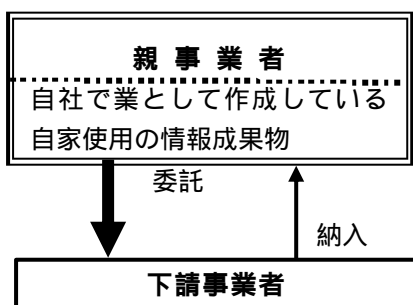 親 事 業 者
自社で業として作成している
自家使用の情報成果物
委託
納入
下請事業者